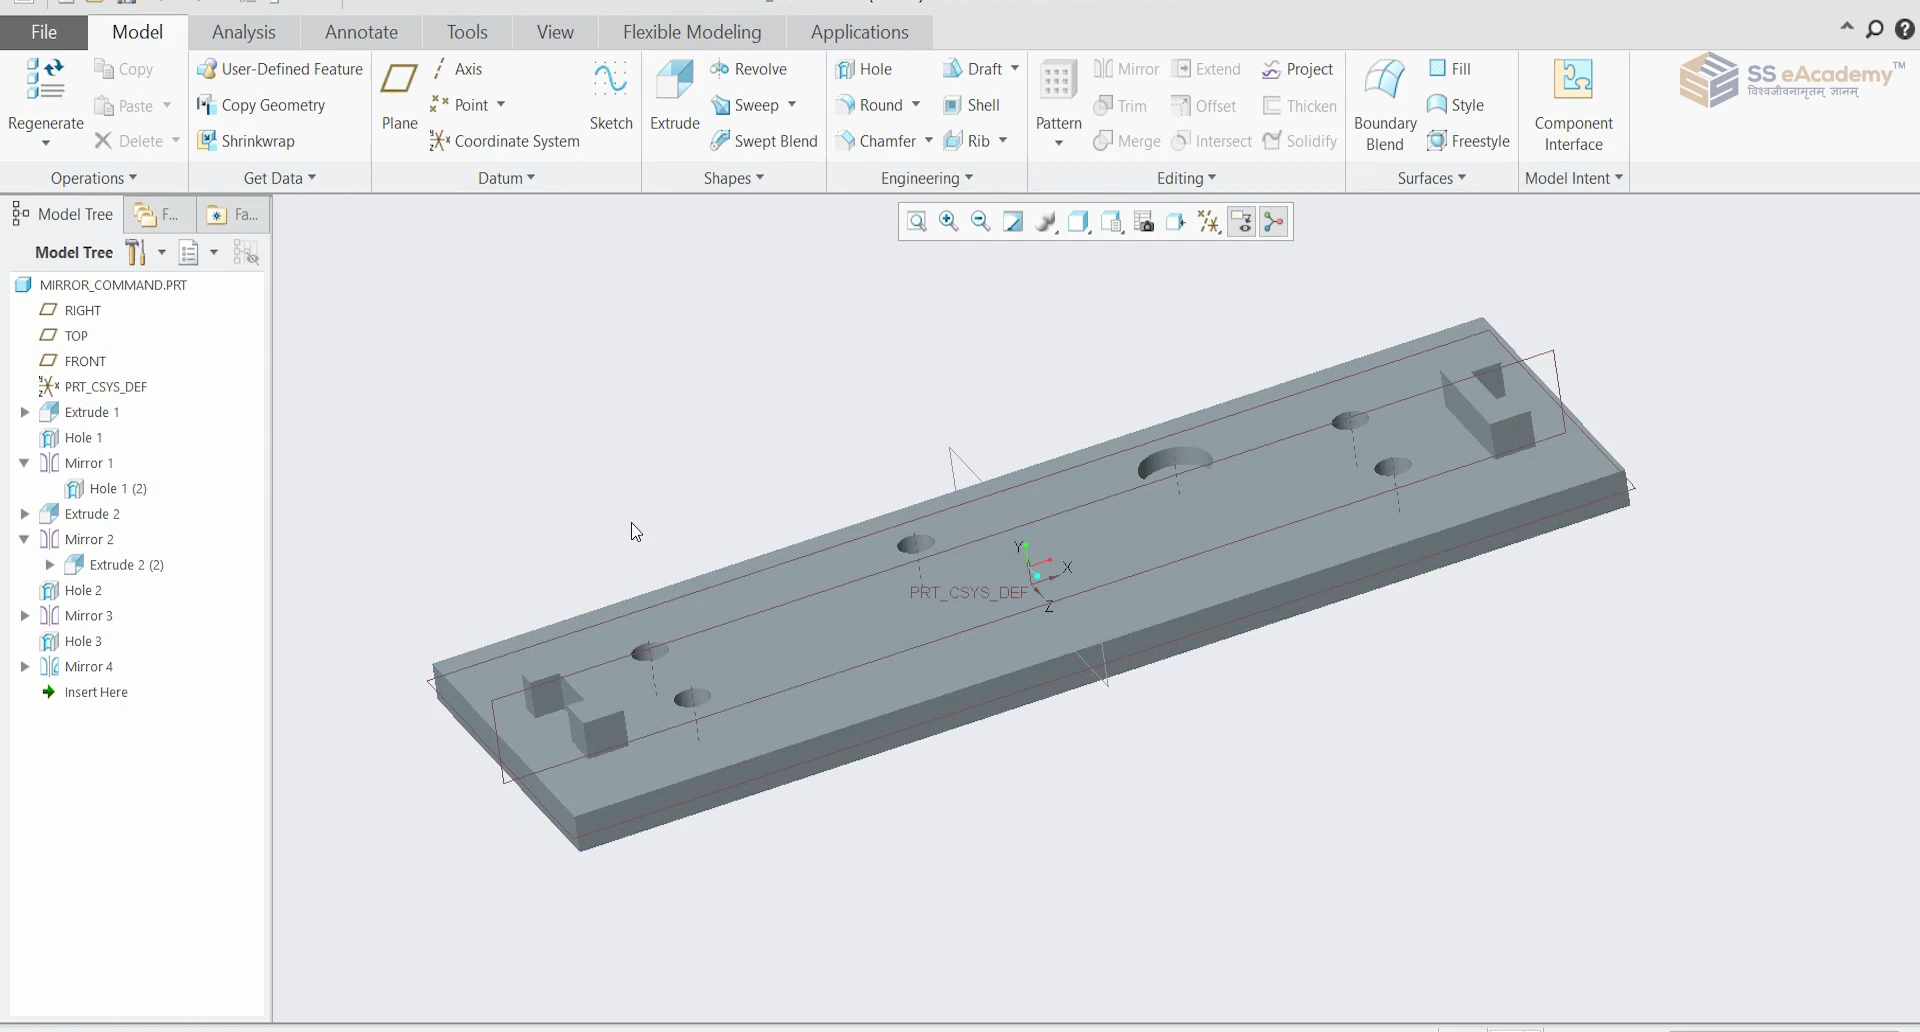 File Model Analysis Annotate Tools View Flexible Modeling Applications
Regenerate
Copy
Paste
Delete
Operations
User-Defined Feature
Copy Geometry
Shrinkwrap
Get Data
Plane
Axis
Point
Coordinate System
Sketch
Datum
Extrude
Revolve
Sweep
Swept Blend
Shapes
Hole
Round
Chamfer
Draft
Shell
Rib
Engineering
Pattern
Mirror
Trim
Merge
Extend
Offset
Intersect
Project
Thicken
Solidify
Editing
Boundary
Blend
Fill
Style
Freestyle
Surfaces
Component
Interface
Model Intent
SS eAcademy™
विश्वजीवनामृतम् ज्ञानम्
Model Tree F... Fa...
Model Tree
MIRROR_COMMAND.PRT
RIGHT
TOP
FRONT
PRT_CSYS_DEF
Extrude 1
Hole 1
Mirror 1
Hole 1 (2)
Extrude 2
Mirror 2
Extrude 2 (2)
Hole 2
Mirror 3
Hole 3
Mirror 4
Insert Here
Y
X
PRT_CSYS_DEF
Z